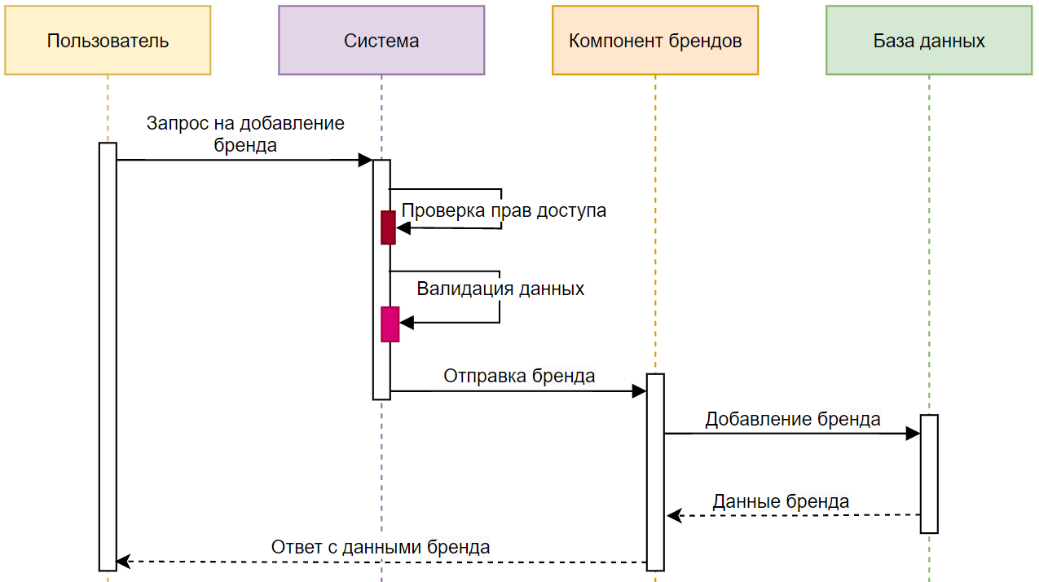 Пользователь
Система
Компонент брендов
База данных
Запрос на добавление
бренда
Проверка прав доступа
Валидация данных
Отправка бренда
Добавление бренда
Данные бренда
Ответ с данными бренда